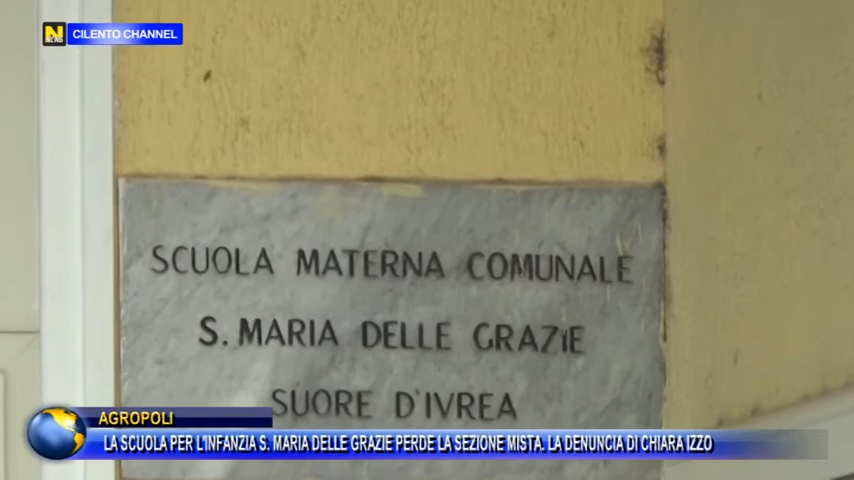 CILENTO CHANNEL
SCUOLA MATERNA COMUNALE
S. MARIA DELLE GRAZIE
SUORE D'IVREA
AGROPOLI
LA SCUOLA PER L'INFANZIA S. MARIA DELLE GRAZIE PERDE LA SEZIONE MISTA. LA DENUNCIA DI CHIARA IZZO